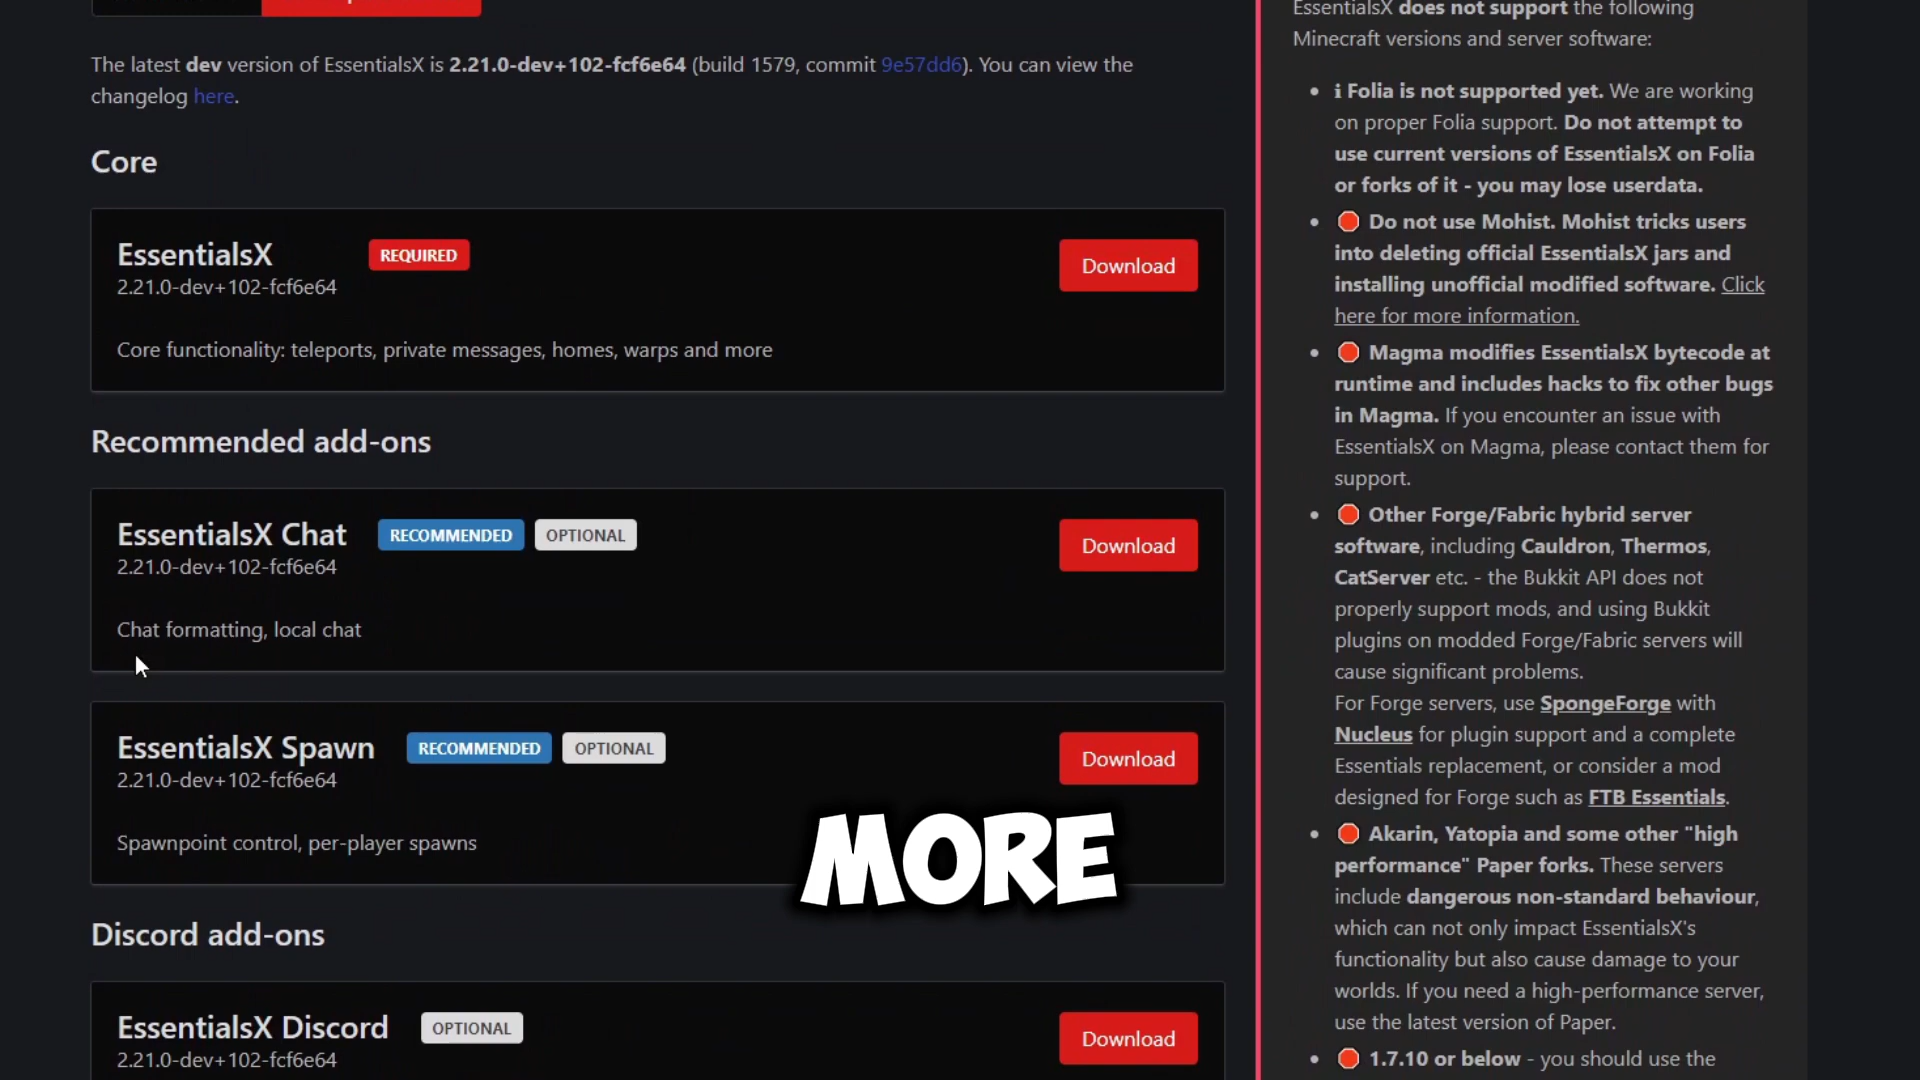 The latest dev version of EssentialsX is 2.21.0-dev+102-fcf6e64 (build 1579, commit 9e57dd6). You can view the
changelog here.
Core
EssentialsX REQUIRED
2.21.0-dev+102-fcf6e64
Download
Core functionality: teleports, private messages, homes, warps and more
Recommended add-ons
EssentialsX Chat RECOMMENDED OPTIONAL
2.21.0-dev+102-fcf6e64
Download
Chat formatting, local chat
EssentialsX Spawn RECOMMENDED OPTIONAL
2.21.0-dev+102-fcf6e64
Download
Spawnpoint control, per-player spawns
MORE
Discord add-ons
EssentialsX Discord OPTIONAL
2.21.0-dev+102-fcf6e64
Download
EssentialsX does not support the following
Minecraft versions and server software:
• i Folia is not supported yet. We are working
on proper Folia support. Do not attempt to
use current versions of EssentialsX on Folia
or forks of it - you may lose userdata.
• Do not use Mohist. Mohist tricks users
into deleting official EssentialsX jars and
installing unofficial modified software. Click
here for more information.
• Magma modifies EssentialsX bytecode at
runtime and includes hacks to fix other bugs
in Magma. If you encounter an issue with
EssentialsX on Magma, please contact them for
support.
• Other Forge/Fabric hybrid server
software, including Cauldron, Thermos,
CatServer etc. - the Bukkit API does not
properly support mods, and using Bukkit
plugins on modded Forge/Fabric servers will
cause significant problems.
For Forge servers, use SpongeForge with
Nucleus for plugin support and a complete
Essentials replacement, or consider a mod
designed for Forge such as FTB Essentials.
• Akarin, Yatopia and some other "high
performance" Paper forks. These servers
include dangerous non-standard behaviour,
which can not only impact EssentialsX's
functionality but also cause damage to your
worlds. If you need a high-performance server,
use the latest version of Paper.
• 1.7.10 or below - you should use the